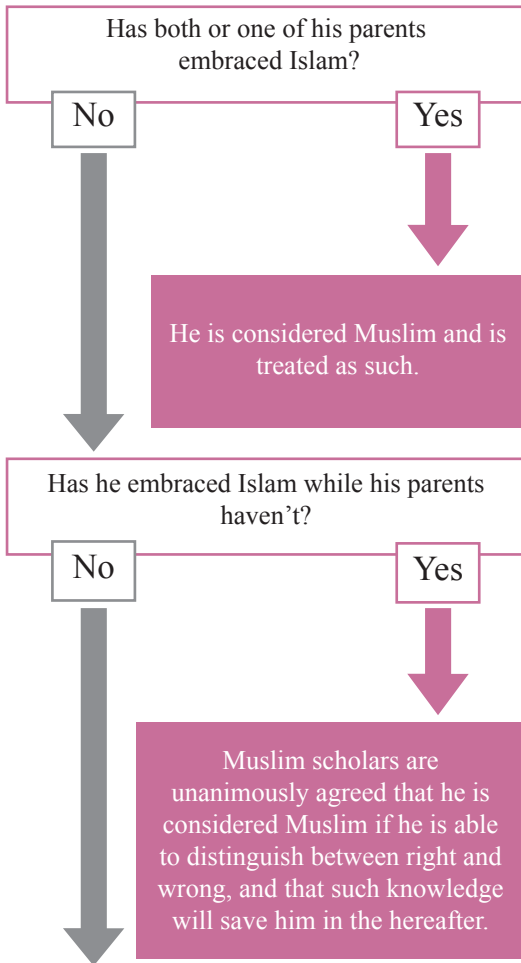 Has both or one of his parents
embraced Islam?
No
Yes
He is considered Muslim and is
treated as such.
Has he embraced Islam while his parents
haven't?
No
Yes
Muslim scholars are
unanimously agreed that he is
considered Muslim if he is able
to distinguish between right and
wrong, and that such knowledge
will save him in the hereafter.